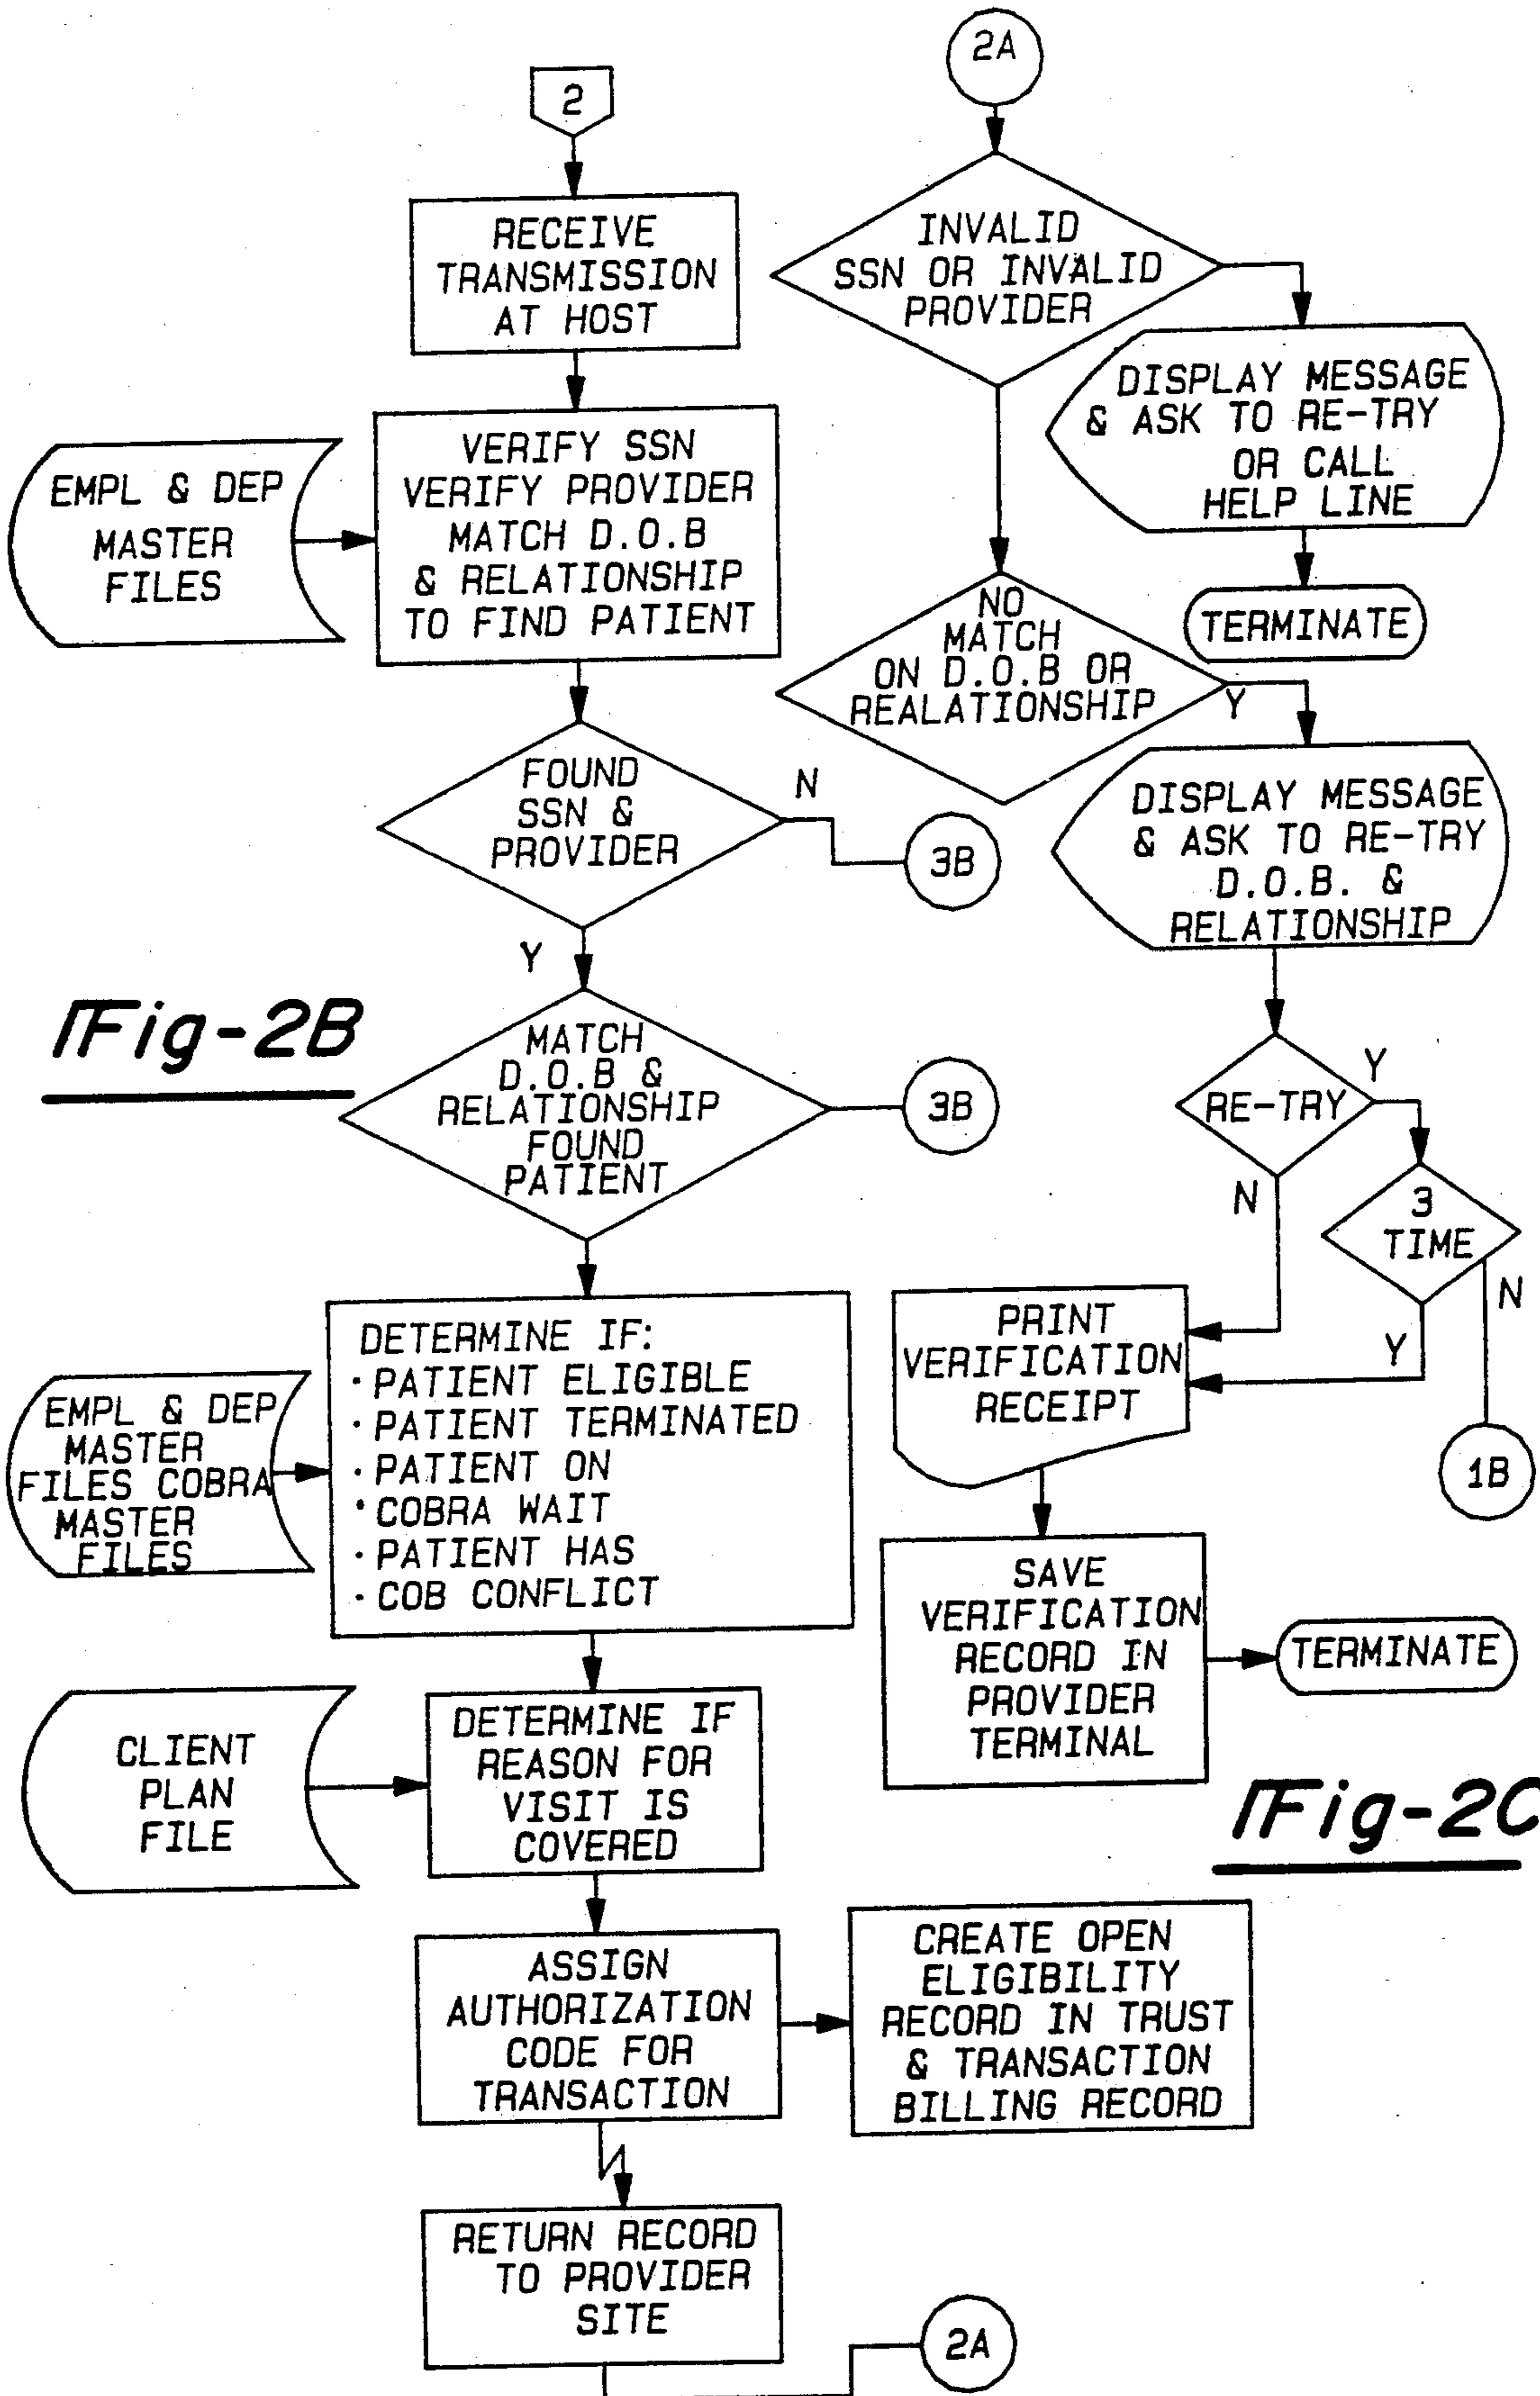 2
RECEIVE
TRANSMISSION
AT HOST
EMPL & DEP
MASTER
FILES
VERIFY SSN
VERIFY PROVIDER
MATCH D.O.B
& RELATIONSHIP
TO FIND PATIENT
FOUND
SSN &
PROVIDER
N
3B
Y
Fig-2B
MATCH
D.O.B &
RELATIONSHIP
FOUND
PATIENT
3B
EMPL & DEP
MASTER
FILES COBRA
MASTER
FILES
DETERMINE IF:
· PATIENT ELIGIBLE
· PATIENT TERMINATED
· PATIENT ON
· COBRA WAIT
· PATIENT HAS
· COB CONFLICT
CLIENT
PLAN
FILE
DETERMINE IF
REASON FOR
VISIT IS
COVERED
ASSIGN
AUTHORIZATION
CODE FOR
TRANSACTION
CREATE OPEN
ELIGIBILITY
RECORD IN TRUST
& TRANSACTION
BILLING RECORD
RETURN RECORD
TO PROVIDER
SITE
2A
2A
INVALID
SSN OR INVALID
PROVIDER
DISPLAY MESSAGE
& ASK TO RE-TRY
OR CALL
HELP LINE
TERMINATE
NO
MATCH
ON D.O.B OR
REALATIONSHIP
Y
DISPLAY MESSAGE
& ASK TO RE-TRY
D.O.B. &
RELATIONSHIP
RE-TRY
Y
N
3
TIME
N
Y
1B
PRINT
VERIFICATION
RECEIPT
SAVE
VERIFICATION
RECORD IN
PROVIDER
TERMINAL
TERMINATE
Fig-2C